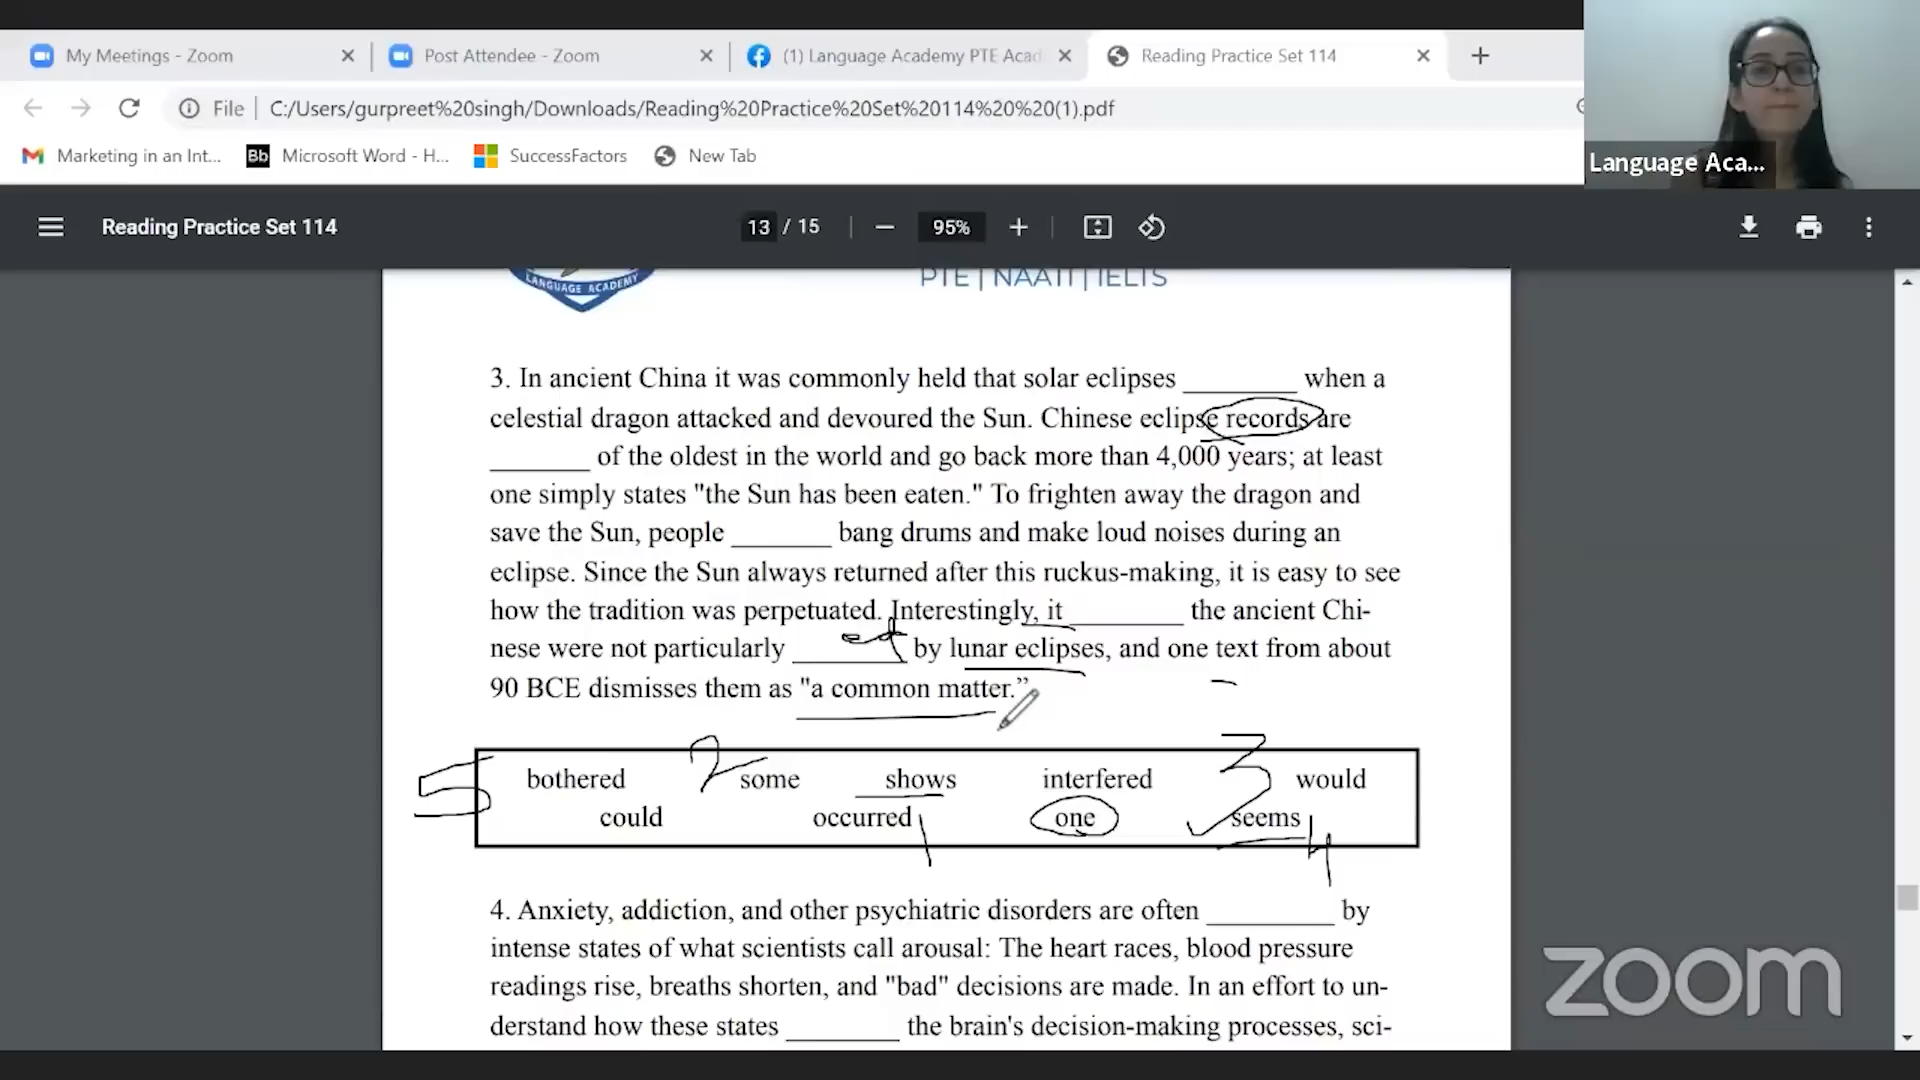 My Meetings - Zoom
Post Attendee - Zoom
(1) Language Academy PTE Acad
Reading Practice Set 114
File
C:/Users/gurpreet%20singh/Downloads/Reading%20Practice%20Set%20114%20%20(1).pdf
Marketing in an Int...
Bb
Microsoft Word - H...
SuccessFactors
New Tab
Language Aca...
Reading Practice Set 114
13 / 15
95%
LANGUAGE ACADEMY
PTE | NAATI | IELTS
3. In ancient China it was commonly held that solar eclipses ________ when a
celestial dragon attacked and devoured the Sun. Chinese eclipse records are
_______ of the oldest in the world and go back more than 4,000 years; at least
one simply states "the Sun has been eaten." To frighten away the dragon and
save the Sun, people _______ bang drums and make loud noises during an
eclipse. Since the Sun always returned after this ruckus-making, it is easy to see
how the tradition was perpetuated. Interestingly, it ________ the ancient Chi-
ed
nese were not particularly ________ by lunar eclipses, and one text from about
90 BCE dismisses them as "a common matter.”
5 bothered 2 some shows interfered 3 would
could occurred 1 one seems 4
4. Anxiety, addiction, and other psychiatric disorders are often _________ by
intense states of what scientists call arousal: The heart races, blood pressure
readings rise, breaths shorten, and "bad" decisions are made. In an effort to un-
derstand how these states ________ the brain's decision-making processes, sci-
zoom